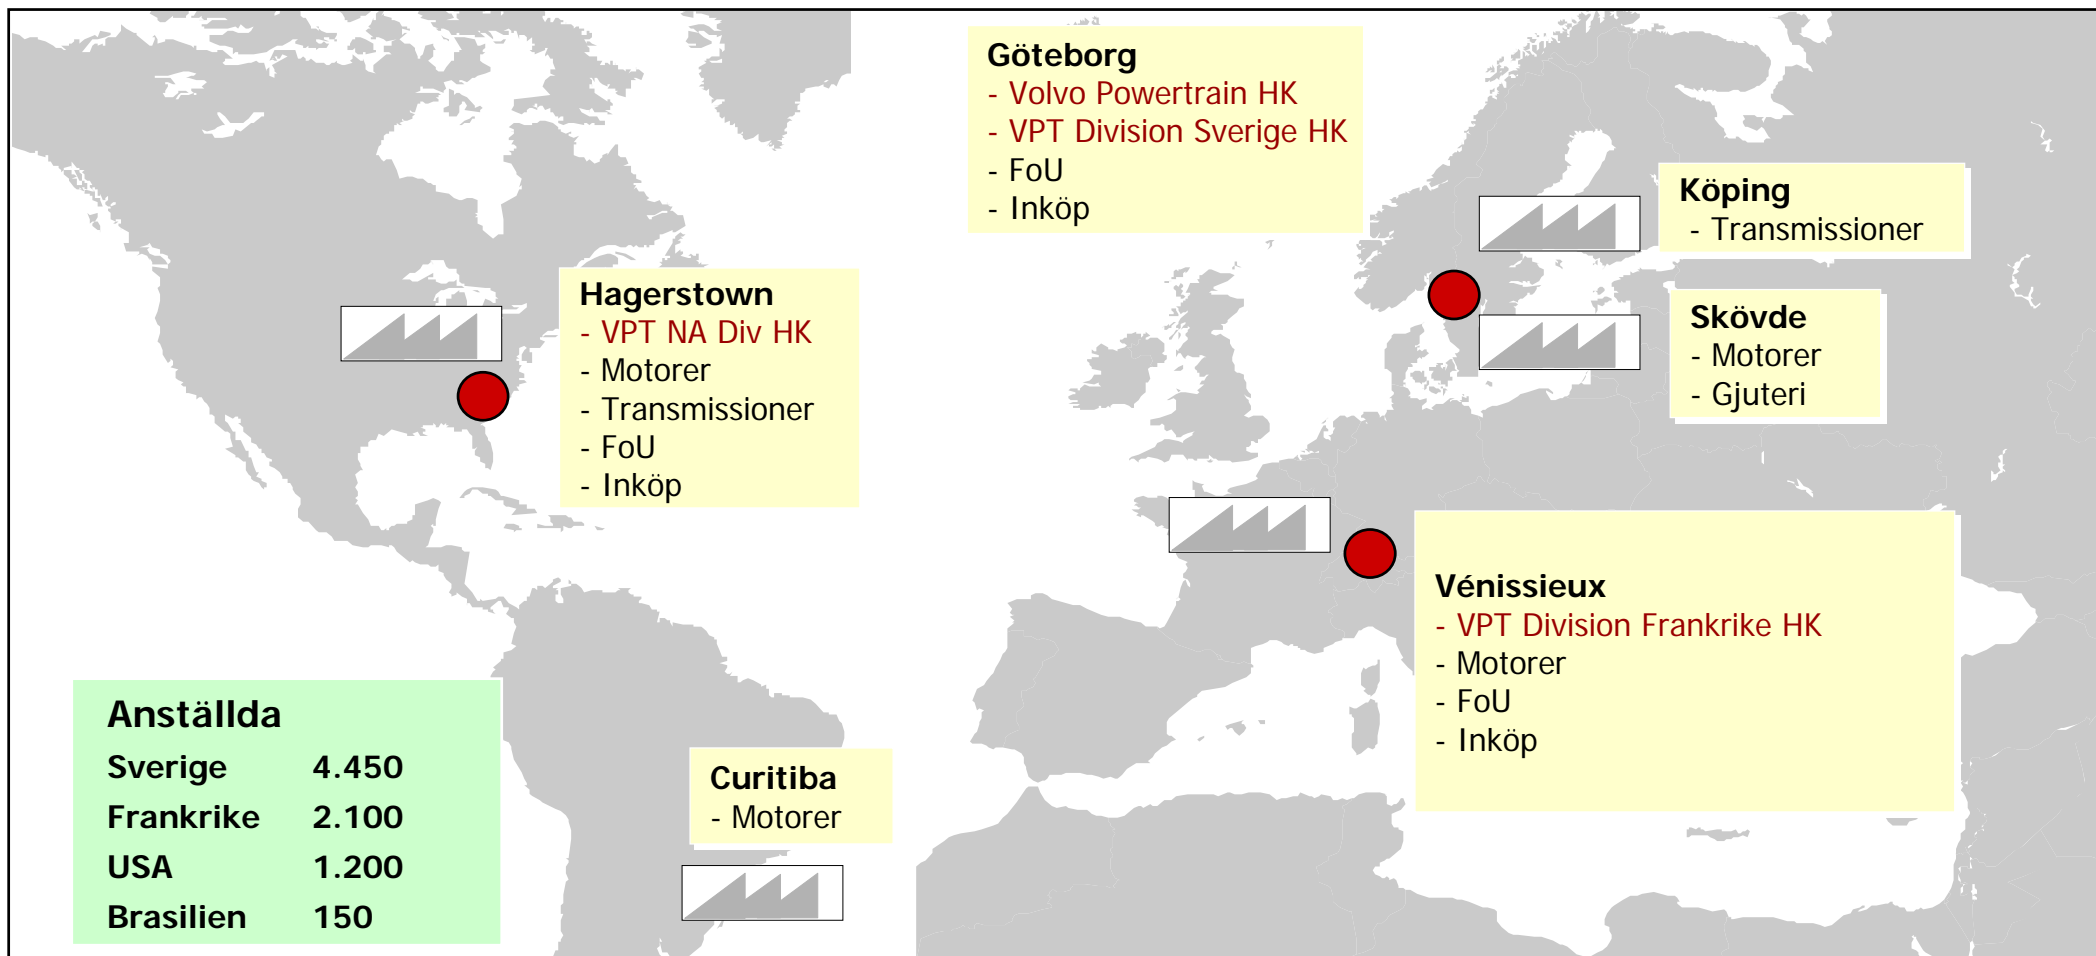 Göteborg
- Volvo Powertrain HK
- VPT Division Sverige HK
- FoU
- Inköp
Köping
- Transmissioner
Skövde
- Motorer
- Gjuteri
Hagerstown
- VPT NA Div HK
- Motorer
- Transmissioner
- FoU
- Inköp
Vénissieux
- VPT Division Frankrike HK
- Motorer
- FoU
- Inköp
Curitiba
- Motorer
Anställda
Sverige 4.450
Frankrike 2.100
USA 1.200
Brasilien 150